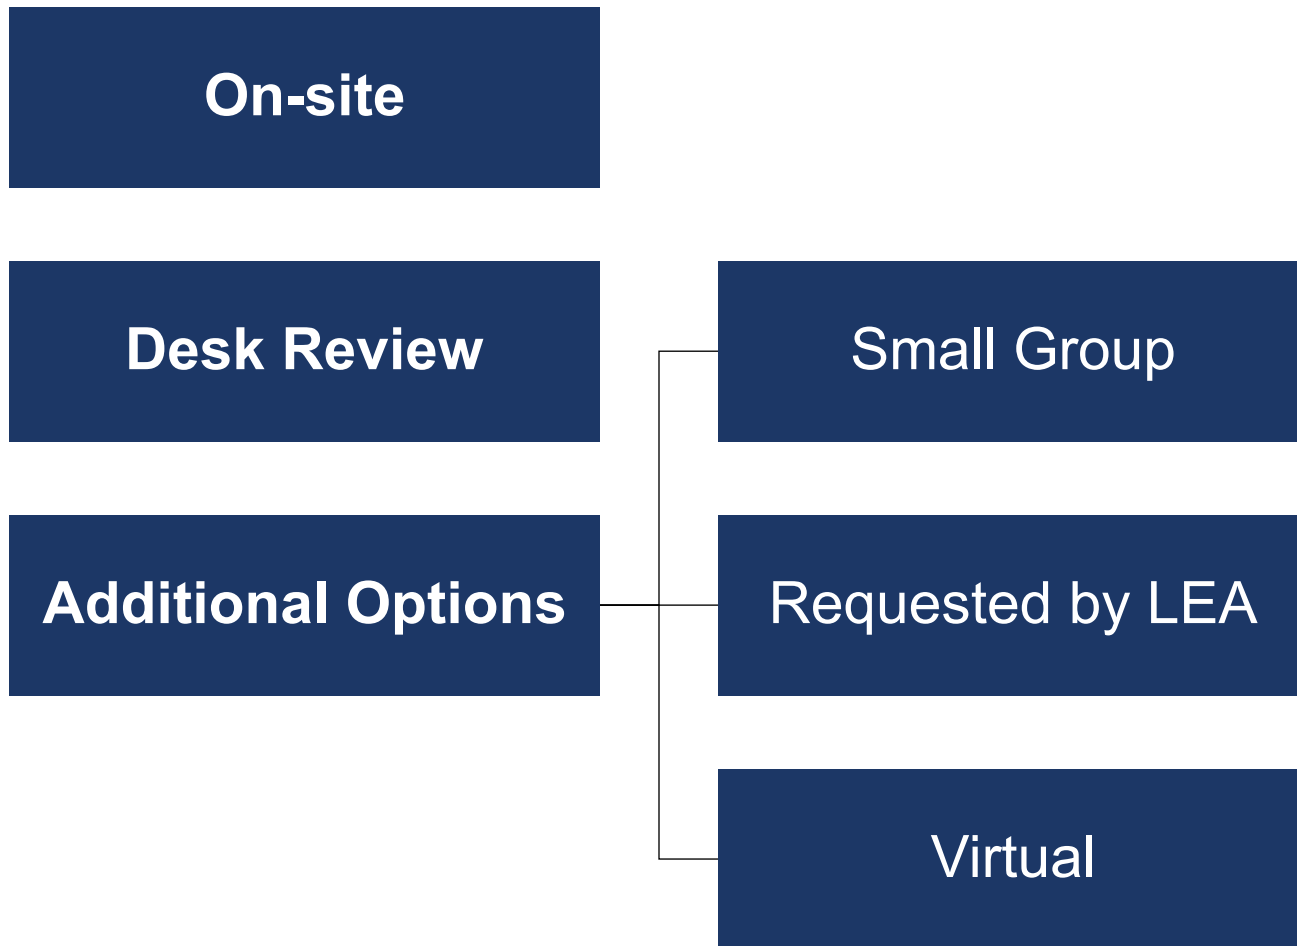 On-site
Desk Review
Additional Options
Small Group
Requested by LEA
Virtual